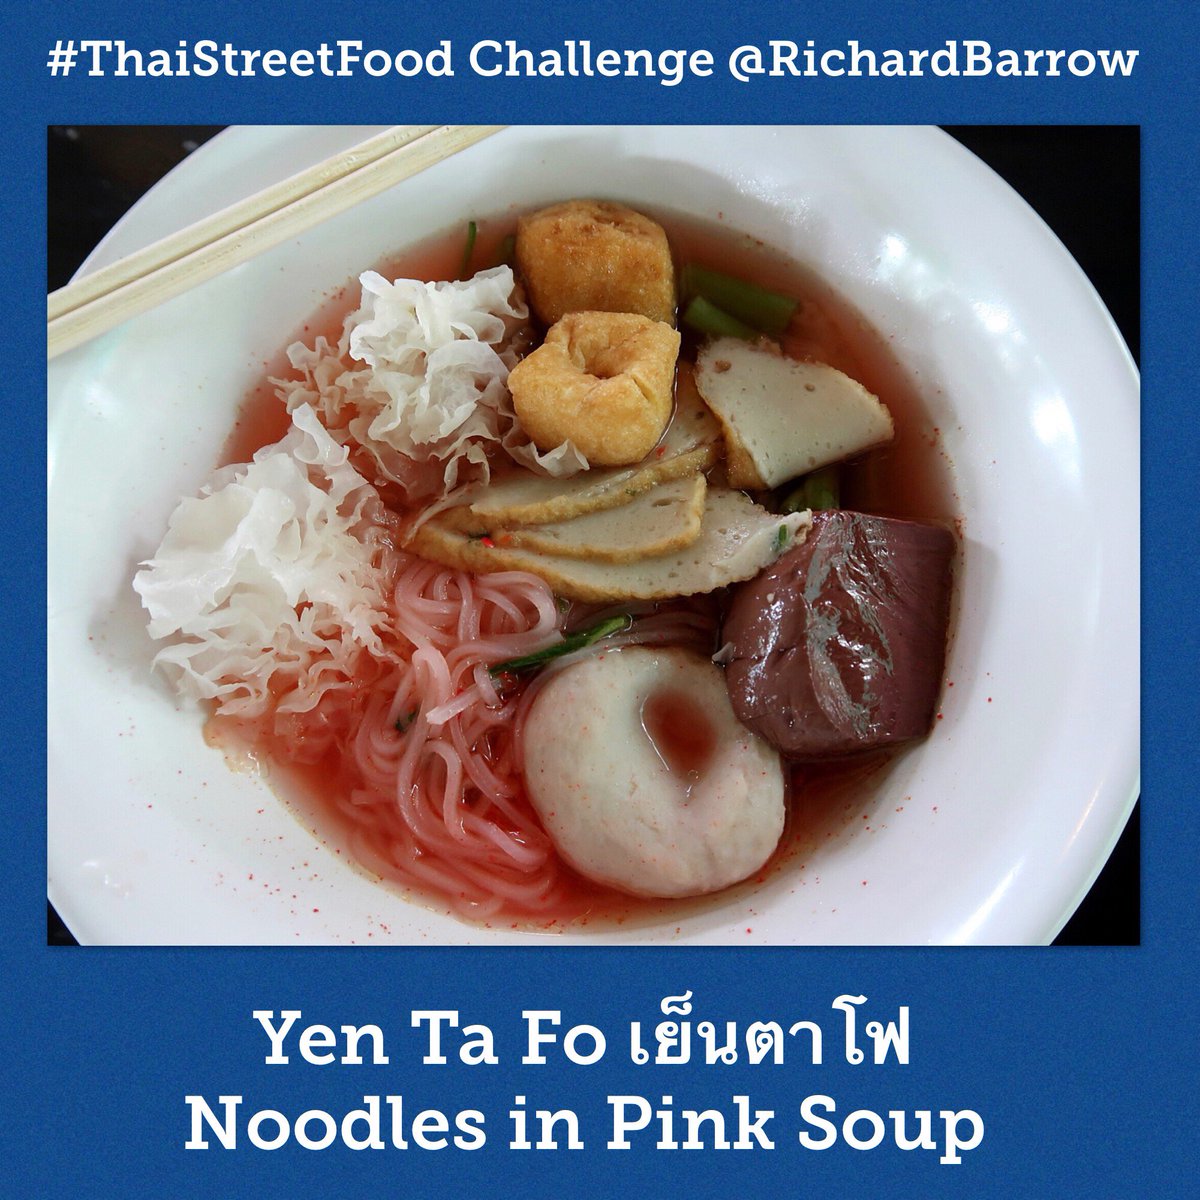 #ThaiStreetFood Challenge @RichardBarrow
Yen Ta Fo เย็นตาโฟ
Noodles in Pink Soup